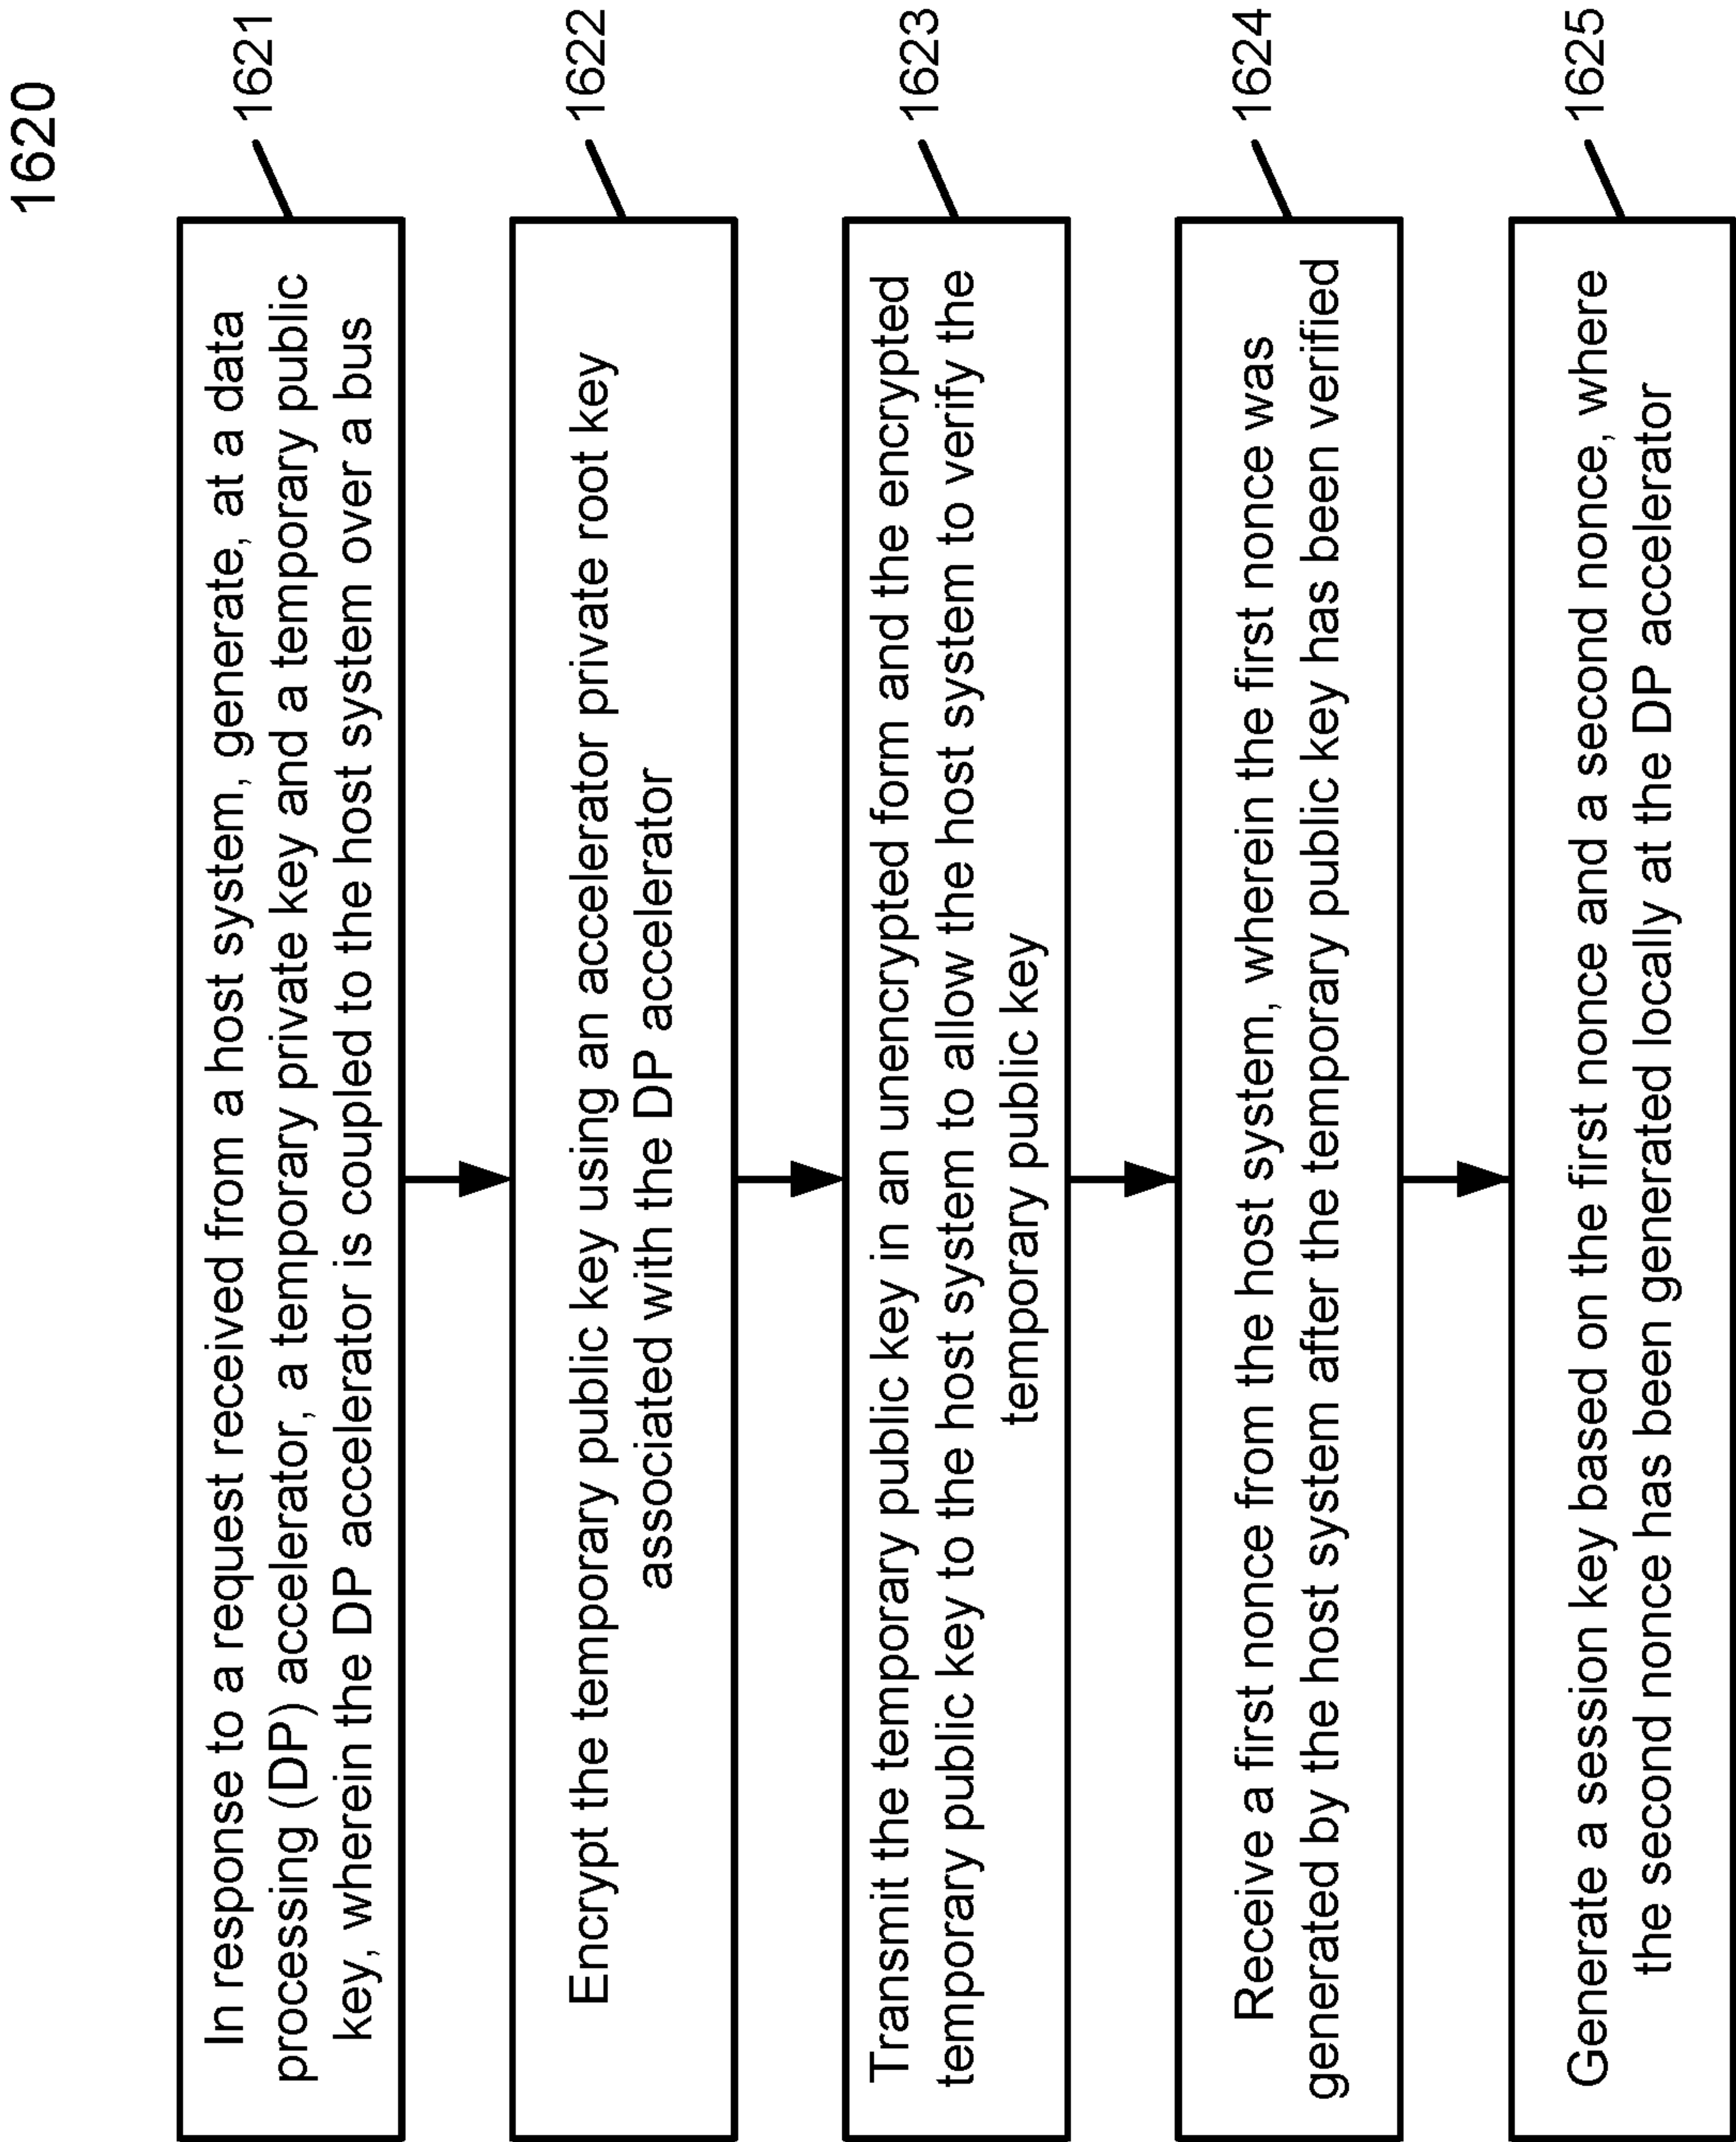 1620
In response to a request received from a host system, generate, at a data
processing (DP) accelerator, a temporary private key and a temporary public
key, wherein the DP accelerator is coupled to the host system over a bus
1621
Encrypt the temporary public key using an accelerator private root key
associated with the DP accelerator
1622
Transmit the temporary public key in an unencrypted form and the encrypted
temporary public key to the host system to allow the host system to verify the
temporary public key
1623
Receive a first nonce from the host system, wherein the first nonce was
generated by the host system after the temporary public key has been verified
1624
Generate a session key based on the first nonce and a second nonce, where
the second nonce has been generated locally at the DP accelerator
1625